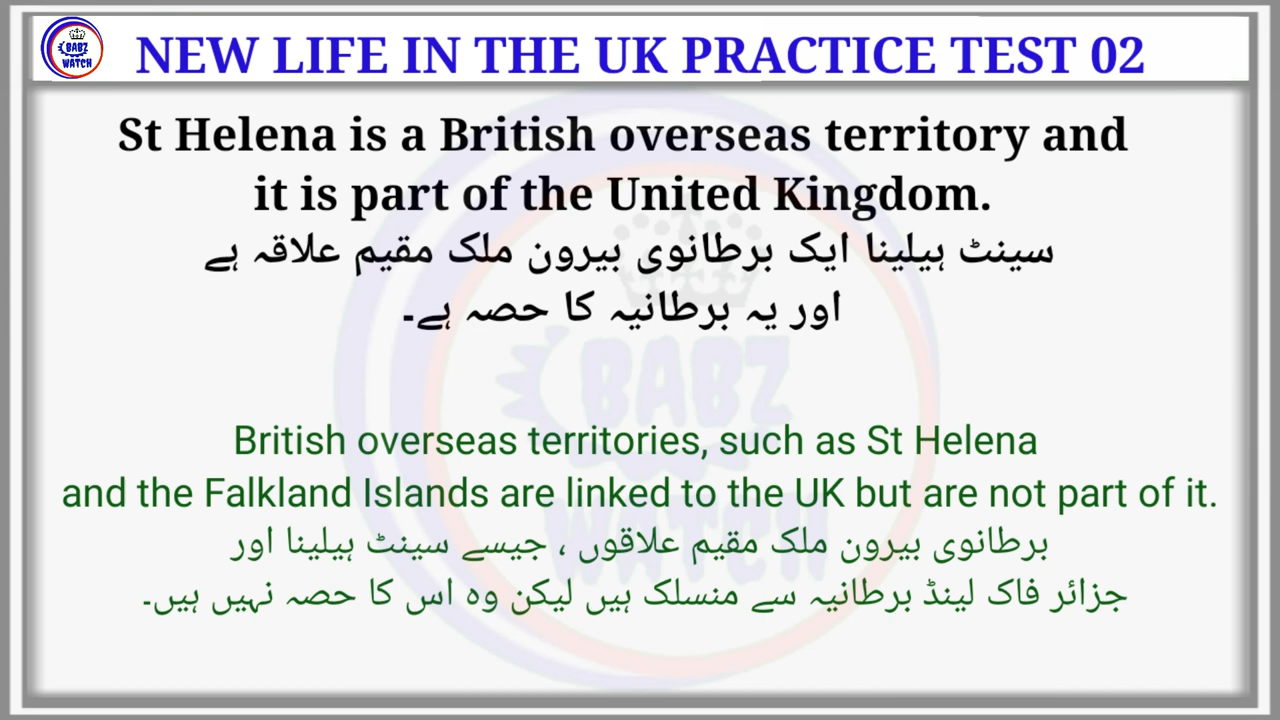 BABZ
WATCH
NEW LIFE IN THE UK PRACTICE TEST 02
St Helena is a British overseas territory and
it is part of the United Kingdom.
سینٹ ہیلینا ایک برطانوی بیرون ملک مقیم علاقہ ہے
اور یہ برطانیہ کا حصہ ہے۔
British overseas territories, such as St Helena
and the Falkland Islands are linked to the UK but are not part of it.
برطانوی بیرون ملک مقیم علاقوں ، جیسے سینٹ ہیلینا اور
جزائر فاک لینڈ برطانیہ سے منسلک ہیں لیکن وہ اس کا حصہ نہیں ہیں۔
BABZ
WATCH